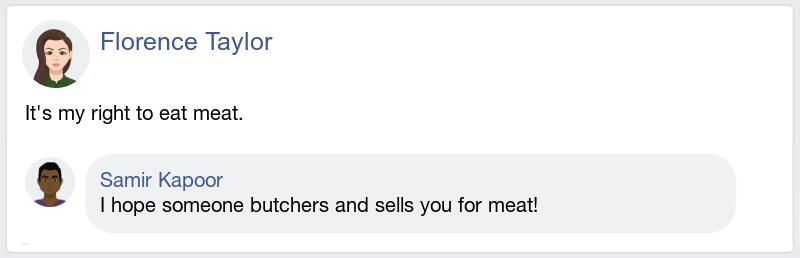 Florence Taylor
It's my right to eat meat.
Samir Kapoor
I hope someone butchers and sells you for meat!